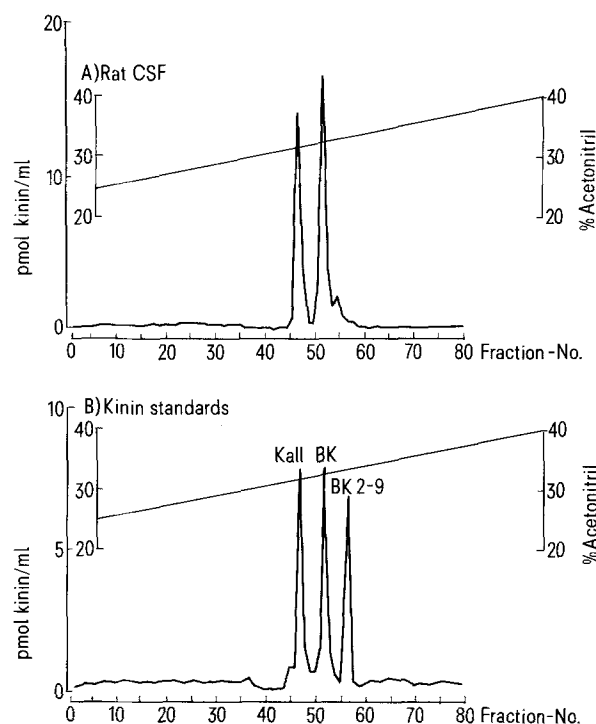 20
A) Rat CSF
40
40
30
30
10
20
20
pmol kinin/ml
% Acetonitril
0
0 10 20 30 40 50 60 70 80 Fraction-No.
10
B) Kinin standards
40
40
Kall BK
BK 2-9
30
30
5
20
20
pmol kinin/ml
% Acetonitril
0
0 10 20 30 40 50 60 70 80 Fraction-No.